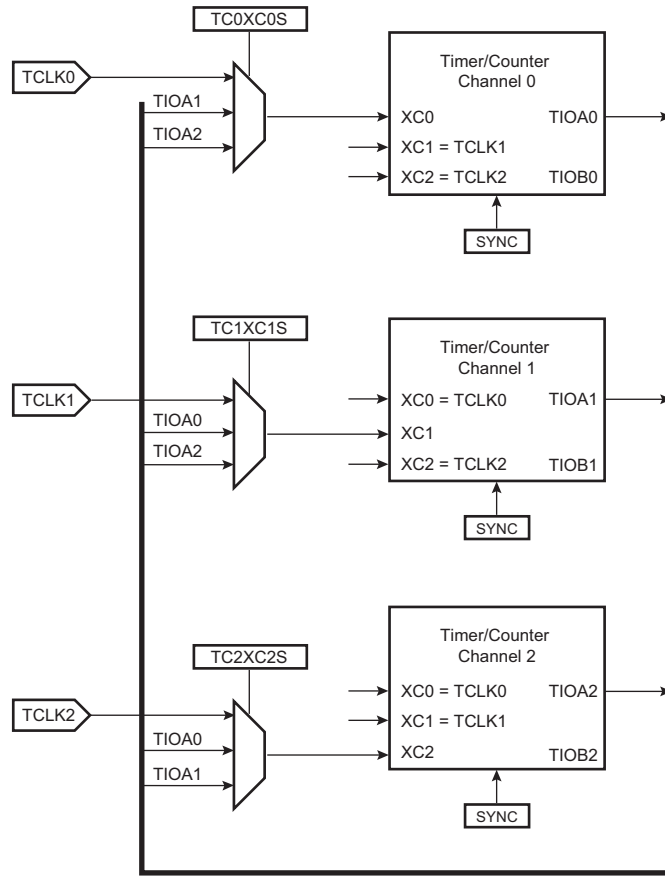 TC0XC0S
TCLK0
TIOA1
TIOA2
Timer/Counter
Channel 0
XC0
TIOA0
XC1 = TCLK1
XC2 = TCLK2
TIOB0
SYNC
TC1XC1S
TCLK1
TIOA0
TIOA2
Timer/Counter
Channel 1
XC0 = TCLK0
TIOA1
XC1
XC2 = TCLK2
TIOB1
SYNC
TC2XC2S
TCLK2
TIOA0
TIOA1
Timer/Counter
Channel 2
XC0 = TCLK0
TIOA2
XC1 = TCLK1
XC2
TIOB2
SYNC